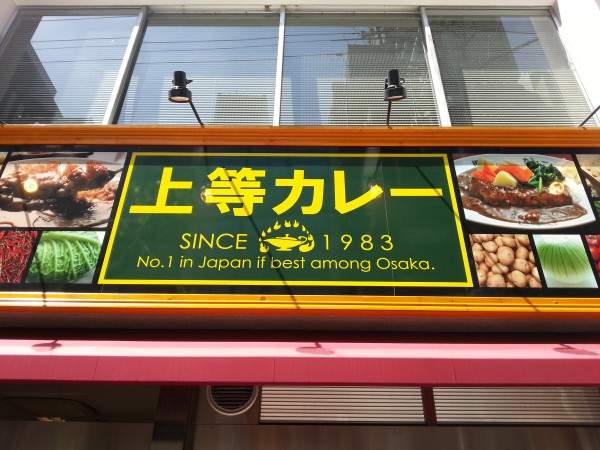 上等カレー
SINCE 1983
No.1 in Japan if best among Osaka.